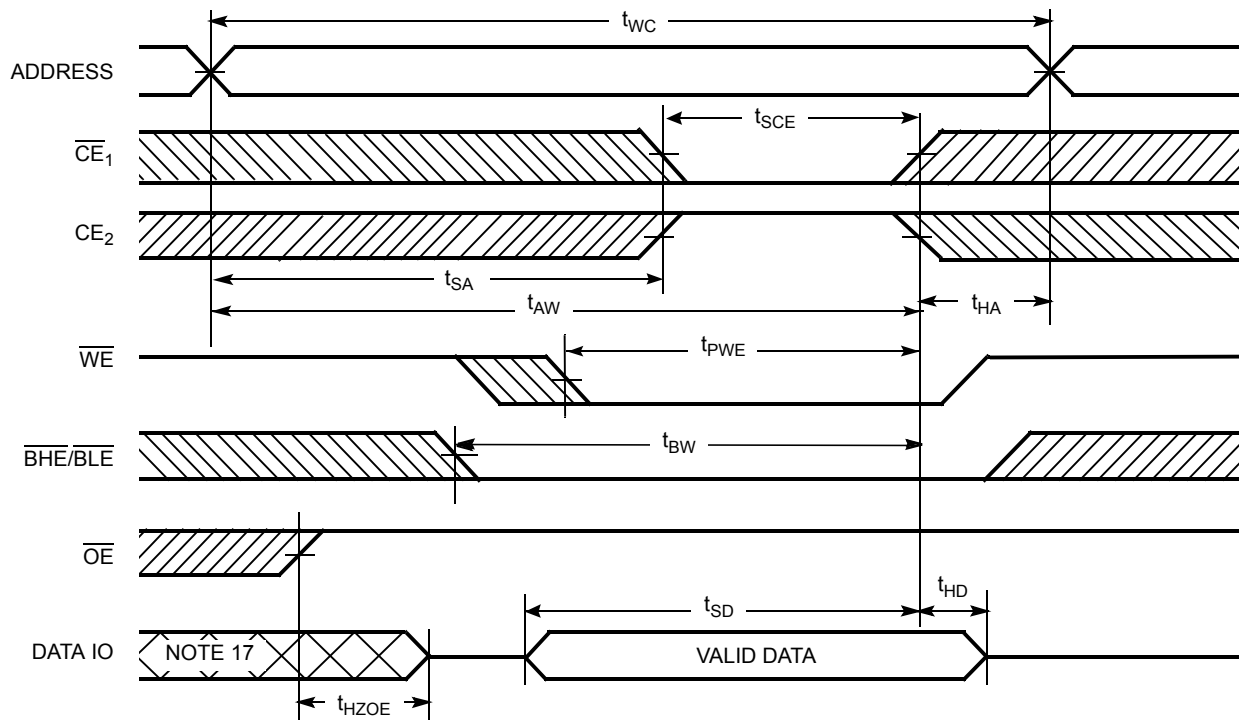 tWC
ADDRESS
tSCE
CE1
CE2
tSA
tAW
tHA
WE
tPWE
BHE/BLE
tBW
OE
tHD
tSD
DATA IO
NOTE 17
VALID DATA
tHZOE